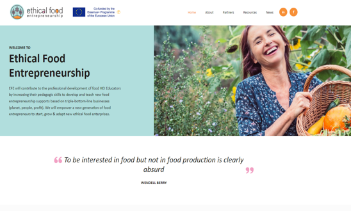 ethical food
entrepreneurship
Co-funded by the
Erasmus+ Programme
of the European Union
Home
About
Partners
Resources
News
WELCOME TO
Ethical Food
Entrepreneurship
EFE will contribute to the professional development of food VET Educators
by increasing their pedagogic skills to develop and teach new food
entrepreneurship supports based on triple bottom line businesses
(planet, people, profit). We will empower a new generation of food
entrepreneurs start, grow & adapt new ethical food enterprises.
“ To be interested in food but not in food production is clearly
absurd ”
WENDELL BERRY